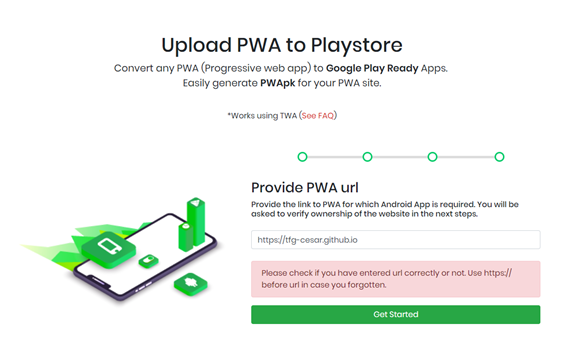 Upload PWA to Playstore
Convert any PWA (Progressive web app) to Google Play Ready Apps.
Easily generate PWApk for your PWA site.
*Works using TWA (See FAQ)
Provide PWA url
Provide the link to PWA for which Android App is required. You will be
asked to verify ownership of the website in the next steps.
https://tfg-cesar.github.io
Please check if you have entered url correctly or not. Use https://
before url in case you forgotten.
Get Started